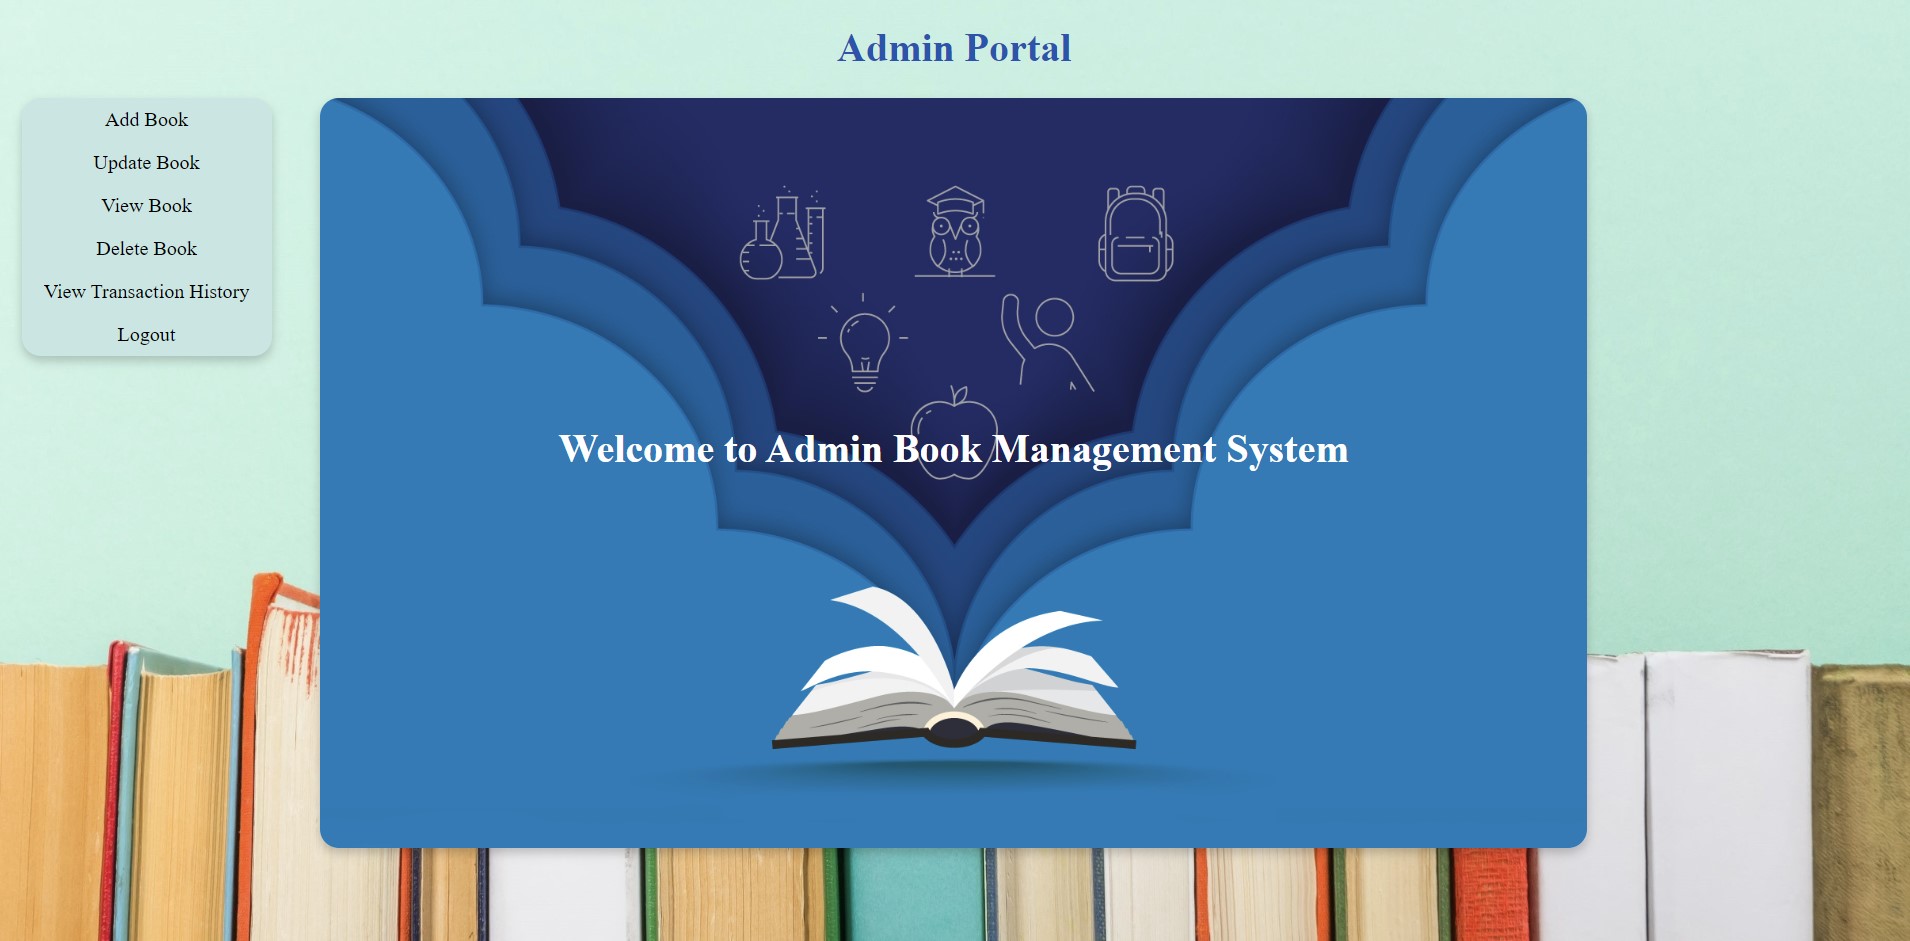 Admin Portal
Add Book
Update Book
View Book
Delete Book
View Transaction History
Logout
Welcome to Admin Book Management System